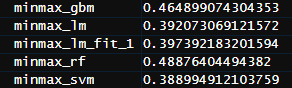 minmax_gbm 0.464899074304353
minmax_lm 0.392073069121572
minmax_lm_fit_1 0.397392183201594
minmax_rf 0.48876404494382
minmax_svm 0.388994912103759